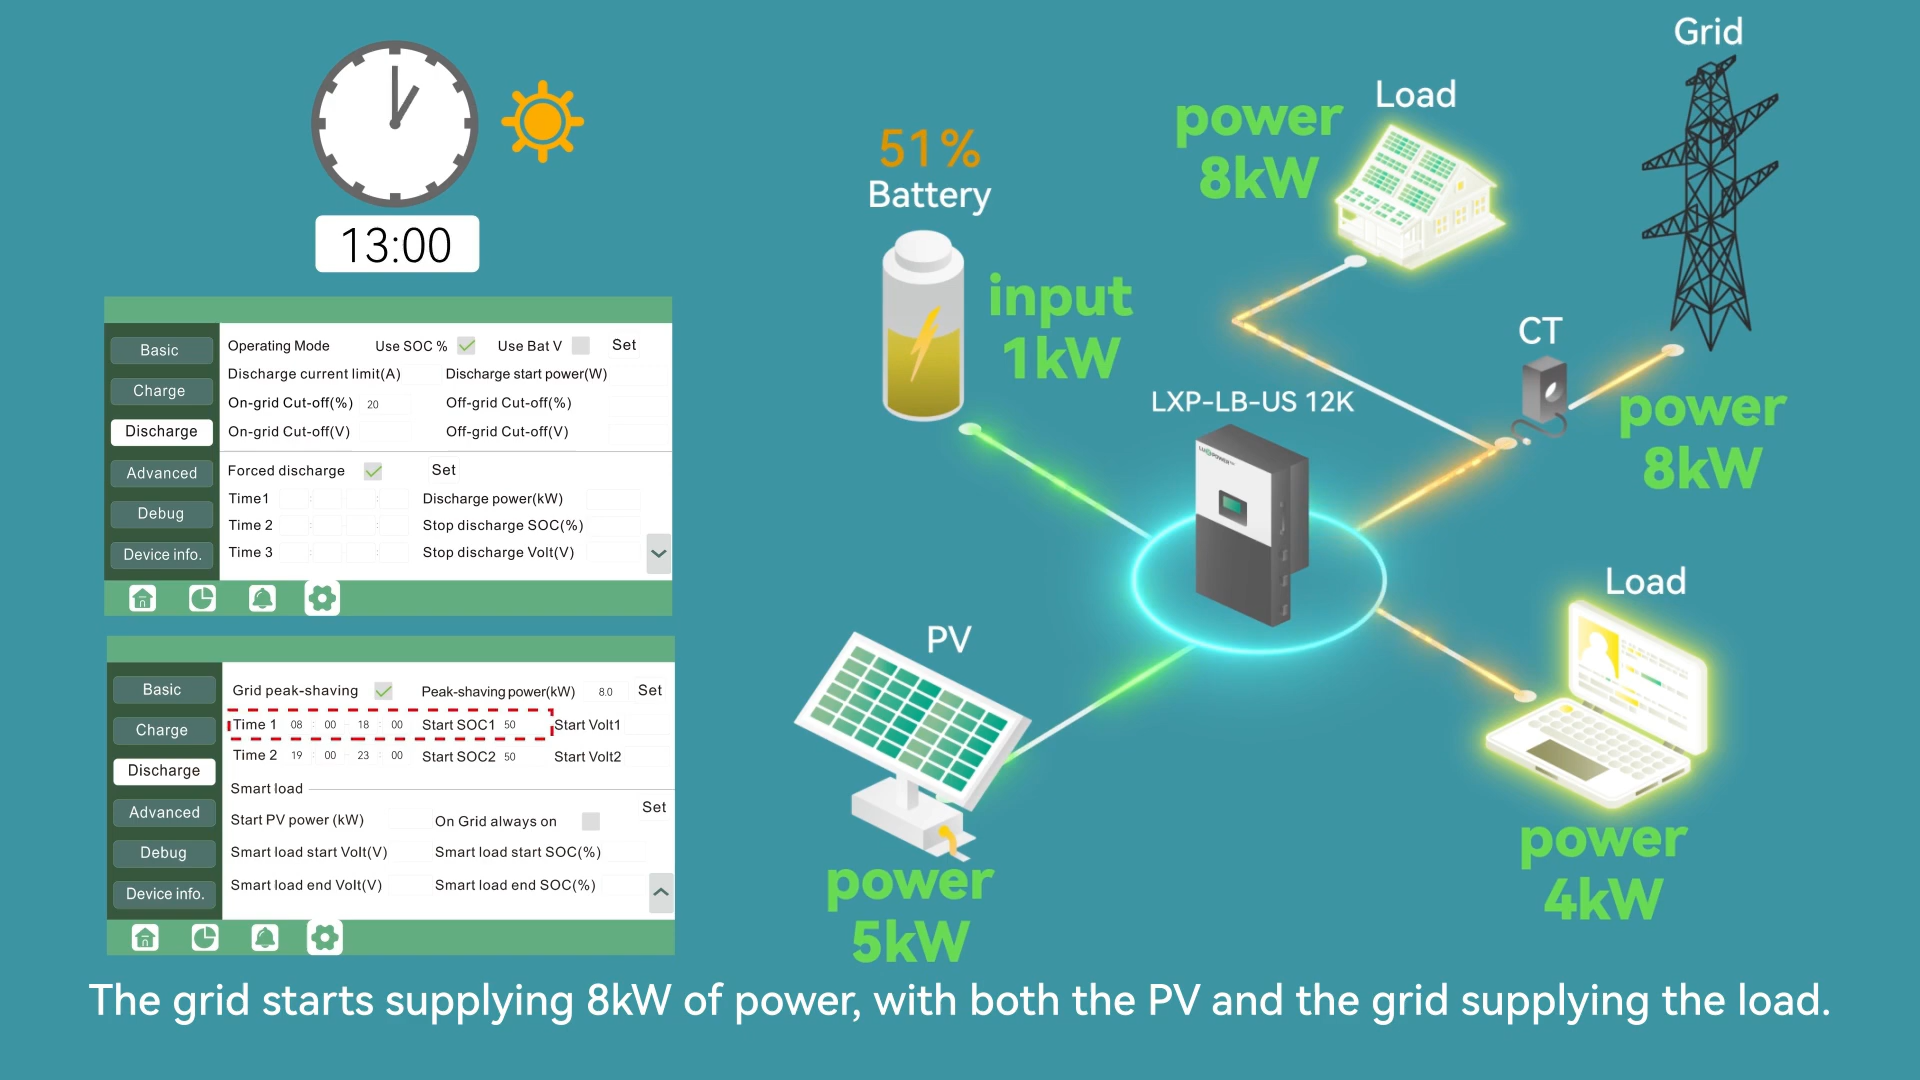 13:00
Basic
Charge
Discharge
Advanced
Debug
Device info.
Operating Mode Use SOC % Use Bat V Set
Discharge current limit(A) Discharge start power(W)
On-grid Cut-off(%) 20 Off-grid Cut-off(%)
On-grid Cut-off(V) Off-grid Cut-off(V)
Forced discharge Set
Time1 : : Discharge power(kW)
Time 2 : : Stop discharge SOC(%)
Time 3 : : Stop discharge Volt(V)
Basic
Charge
Discharge
Advanced
Debug
Device info.
Grid peak-shaving Peak-shaving power(kW) 8.0 Set
Time 1 08 : 00 18 : 00 Start SOC1 50 Start Volt1
Time 2 19 : 00 23 : 00 Start SOC2 50 Start Volt2
Smart load
Set
Start PV power (kW) On Grid always on
Smart load start Volt(V) Smart load start SOC(%)
Smart load end Volt(V) Smart load end SOC(%)
51%
Battery
input
1kW
power
8kW
Load
Grid
CT
power
8kW
LXP-LB-US 12K
LUXPOWER
PV
power
5kW
Load
power
4kW
The grid starts supplying 8kW of power, with both the PV and the grid supplying the load.